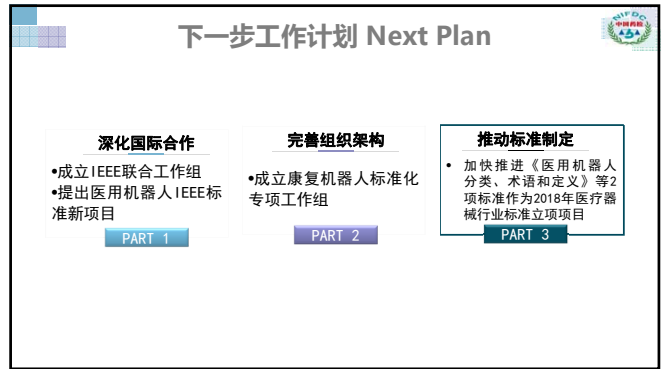 下一步工作计划 Next Plan
NIFDC
中国药检
深化国际合作
•成立IEEE联合工作组
•提出医用机器人IEEE标
准新项目
PART 1
完善组织架构
•成立康复机器人标准化
专项工作组
PART 2
推动标准制定
• 加快推进《医用机器人
分类、术语和定义》等2
项标准作为2018年医疗器
械行业标准立项项目
PART 3